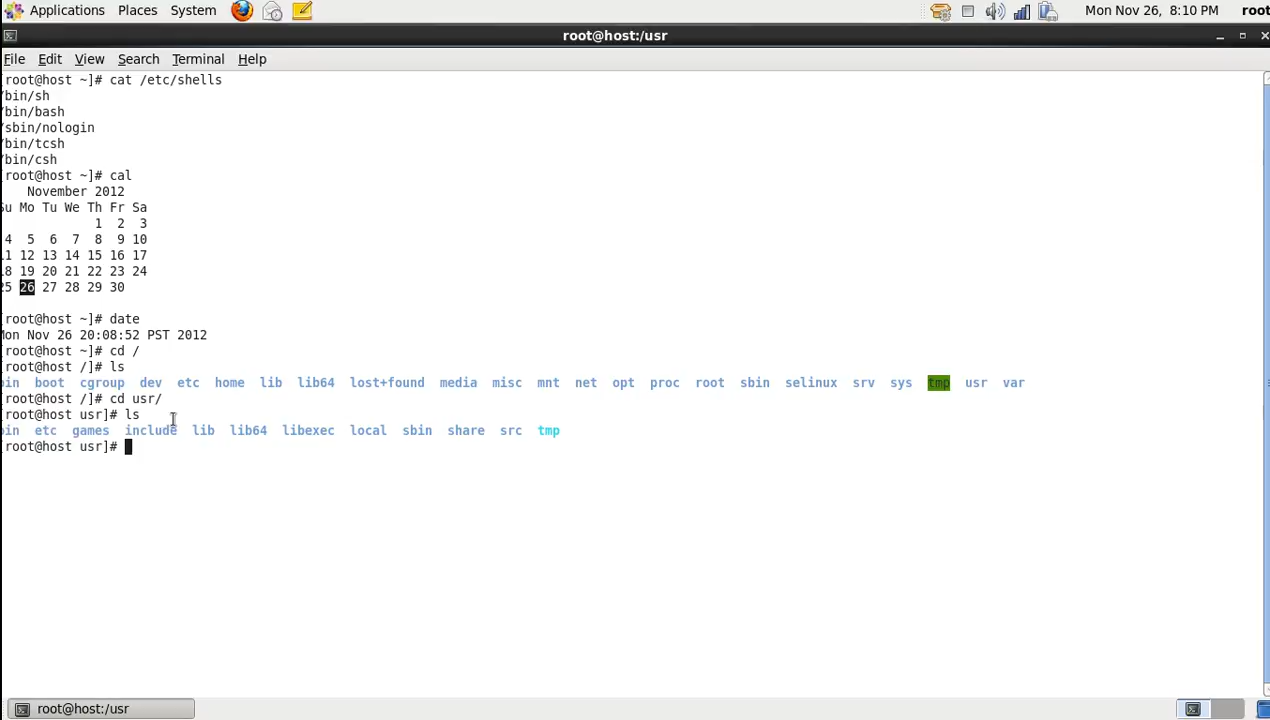 Applications Places System Mon Nov 26, 8:10 PM root
root@host:/usr
File Edit View Search Terminal Help
[root@host ~]# cat /etc/shells
/bin/sh
/bin/bash
/sbin/nologin
/bin/tcsh
/bin/csh
[root@host ~]# cal
November 2012
Su Mo Tu We Th Fr Sa
1 2 3
4 5 6 7 8 9 10
11 12 13 14 15 16 17
18 19 20 21 22 23 24
25 26 27 28 29 30
[root@host ~]# date
Mon Nov 26 20:08:52 PST 2012
[root@host ~]# cd /
[root@host /]# ls
bin boot cgroup dev etc home lib lib64 lost+found media misc mnt net opt proc root sbin selinux srv sys tmp usr var
[root@host /]# cd usr/
[root@host usr]# ls
bin etc games include lib lib64 libexec local sbin share src tmp
[root@host usr]#
root@host:/usr